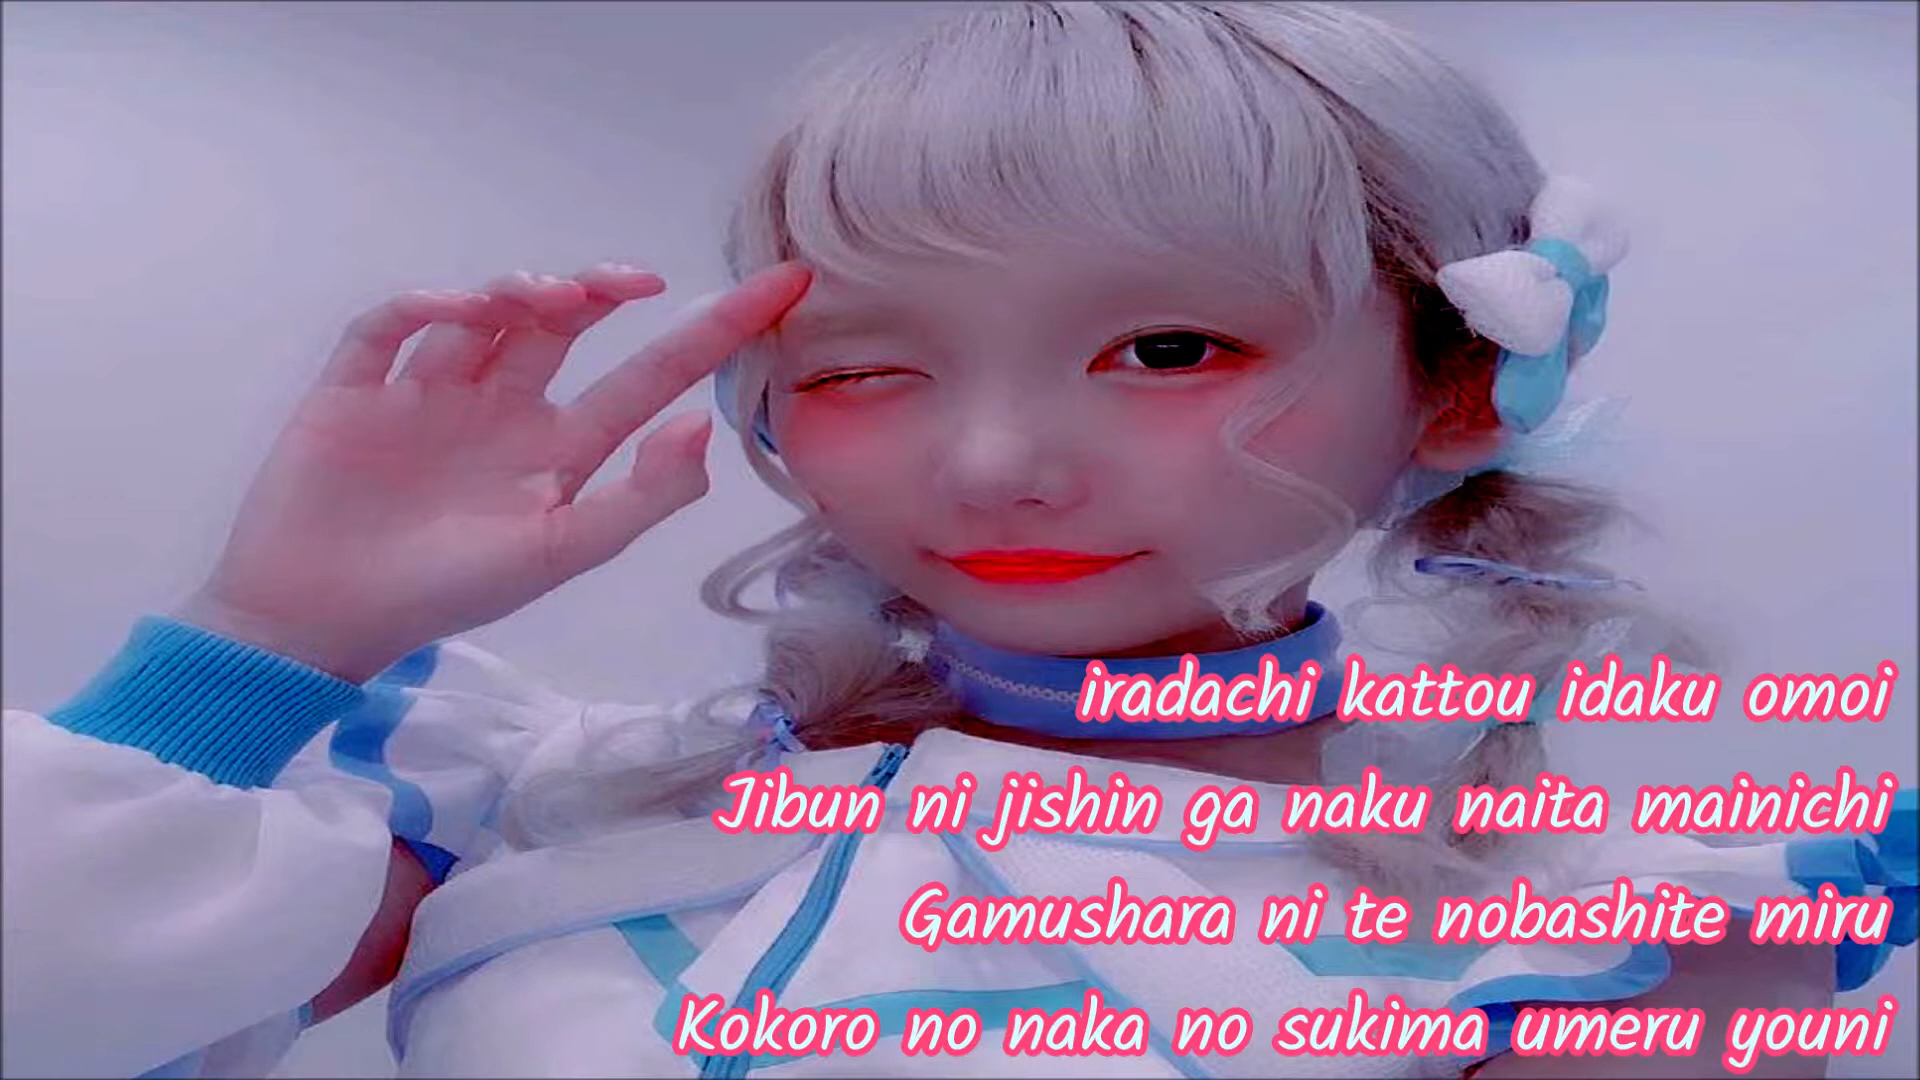 iradachi kattou idaku omoi
Jibun ni jishin ga naku naita mainichi
Gamushara ni te nobashite miru
Kokoro no naka no sukima umeru youni